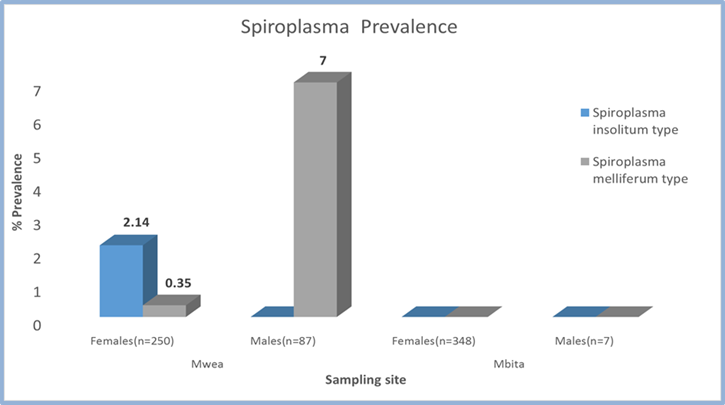 Spiroplasma Prevalence
% Prevalence
7
6
5
4
3
2
1
0
2.14
0.35
7
Spiroplasma
insolitum type
Spiroplasma
melliferum type
Females(n=250) Males(n=87) Females(n=348) Males(n=7)
Mwea Mbita
Sampling site